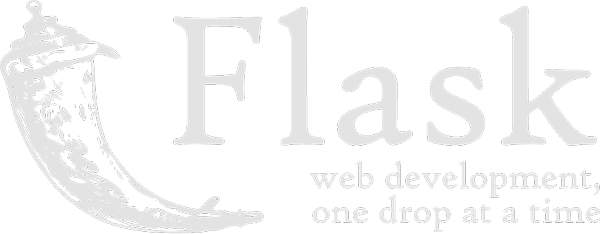 Flask
web development,
one drop at a time